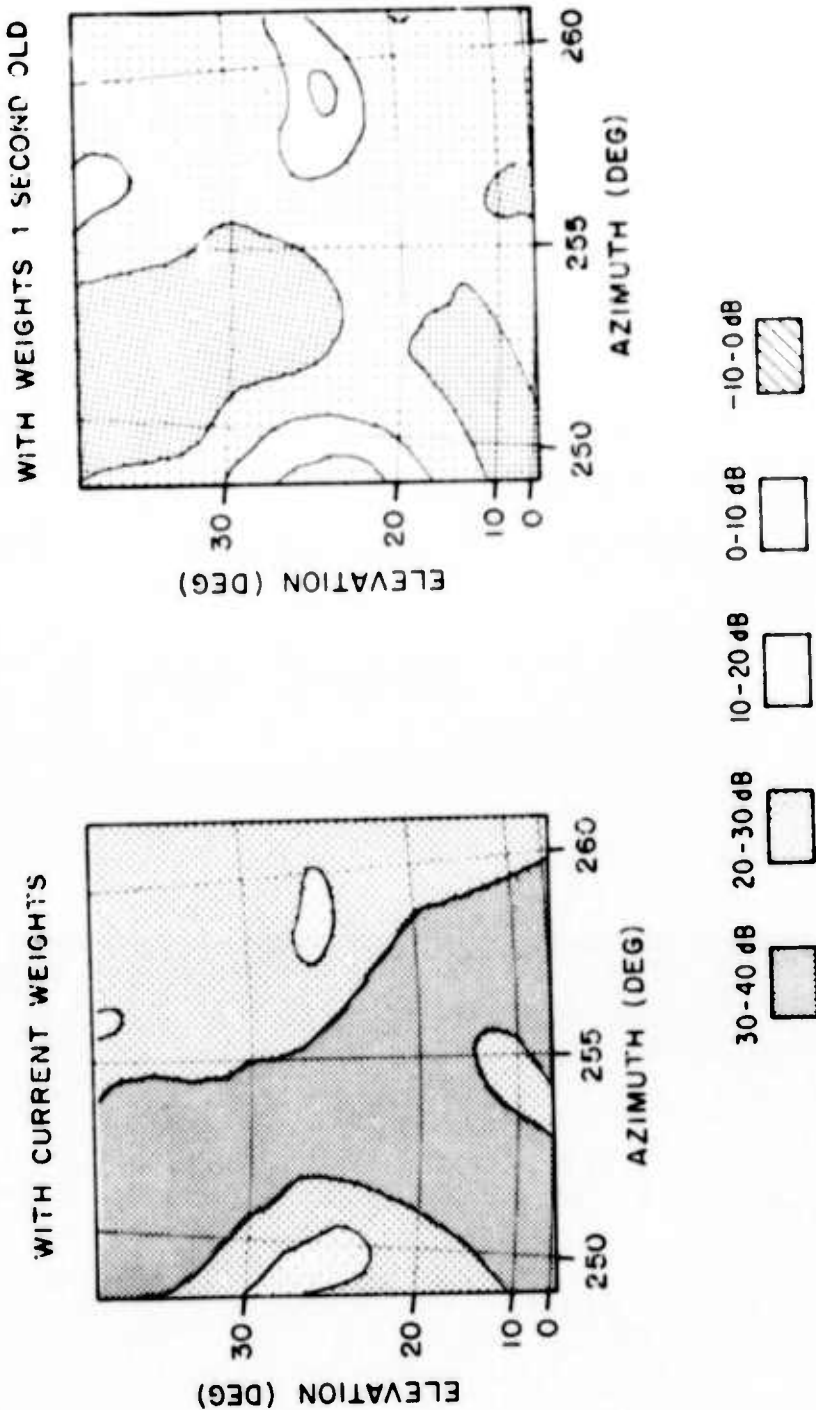 WITH CURRENT WEIGHTS
ELEVATION (DEG)
30
20
10
0
250
255
260
AZIMUTH (DEG)
WITH WEIGHTS 1 SECOND OLD
ELEVATION (DEG)
30
20
10
0
250
255
260
AZIMUTH (DEG)
30-40 dB
20-30 dB
10-20 dB
0-10 dB
-10-0 dB